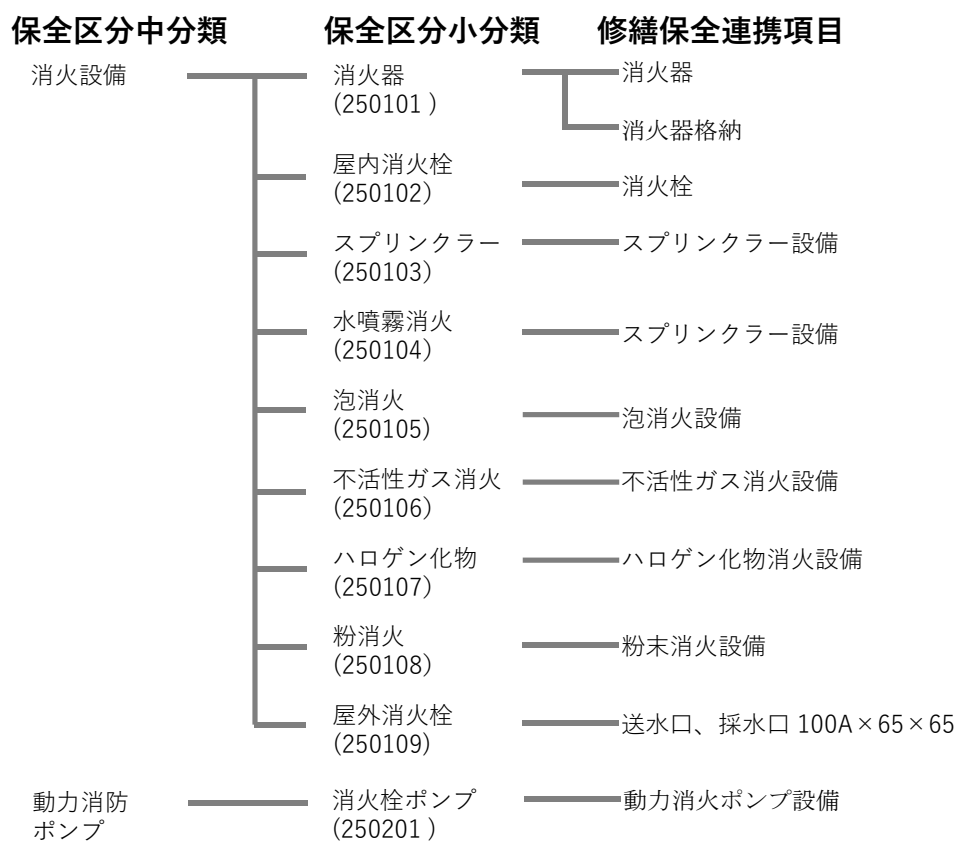 保全区分中分類 保全区分小分類 修繕保全連携項目
消火設備 消火器 消火器
(250101 )
消火器格納
屋内消火栓
(250102) 消火栓
スプリンクラー スプリンクラー設備
(250103)
水噴霧消火 スプリンクラー設備
(250104)
泡消火 泡消火設備
(250105)
不活性ガス消火 不活性ガス消火設備
(250106)
ハロゲン化物 ハロゲン化物消火設備
(250107)
粉消火 粉末消火設備
(250108)
屋外消火栓 送水口、採水口 100A×65×65
(250109)
動力消防 消火栓ポンプ 動力消火ポンプ設備
ポンプ (250201 )